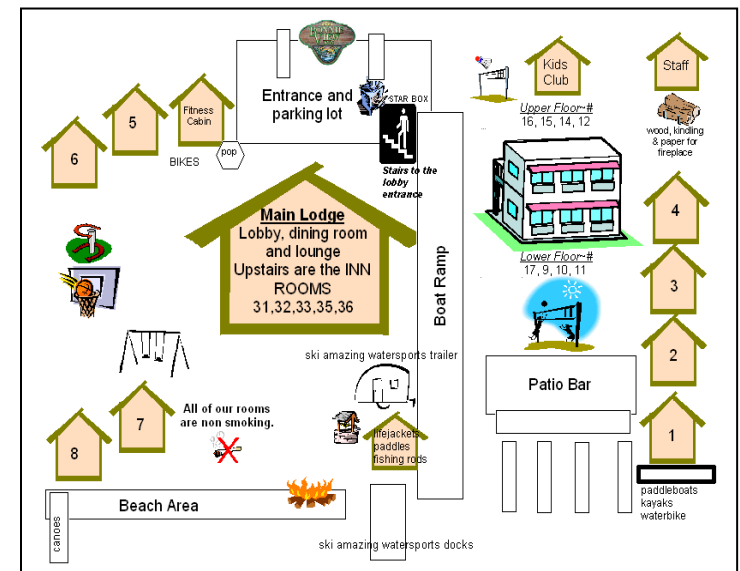 BONNIE
VIEW
Entrance and
parking lot
STAR BOX
Stairs to the
lobby
entrance
Kids
Club
Staff
Upper Floor~#
16, 15, 14, 12
wood, kindling
& paper for
fireplace
Fitness
Cabin
5
6
BIKES
pop
Main Lodge
Lobby, dining room
and lounge
Upstairs are the INN
ROOMS
31,32,33,35,36
Boat Ramp
Lower Floor~#
17, 9, 10, 11
4
3
2
1
Patio Bar
ski amazing watersports trailer
lifejackets
paddles
fishing rods
7
8
All of our rooms
are non smoking.
Beach Area
canoes
ski amazing watersports docks
paddleboats
kayaks
waterbike